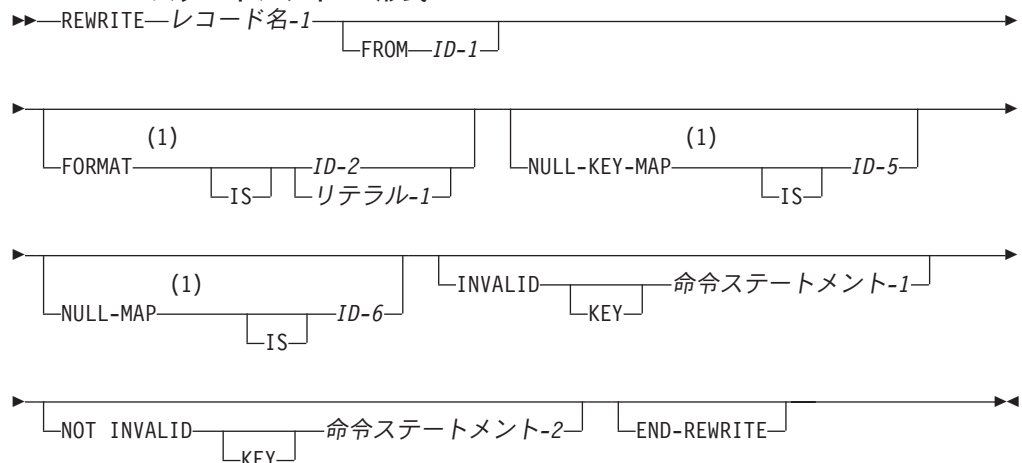 REWRITE レコード名-1
FROM ID-1
(1) (1)
FORMAT ID-2 NULL-KEY-MAP ID-5
IS リテラル-1 IS
(1) INVALID 命令ステートメント-1
NULL-MAP ID-6 KEY
IS
NOT INVALID 命令ステートメント-2 END-REWRITE
KEY